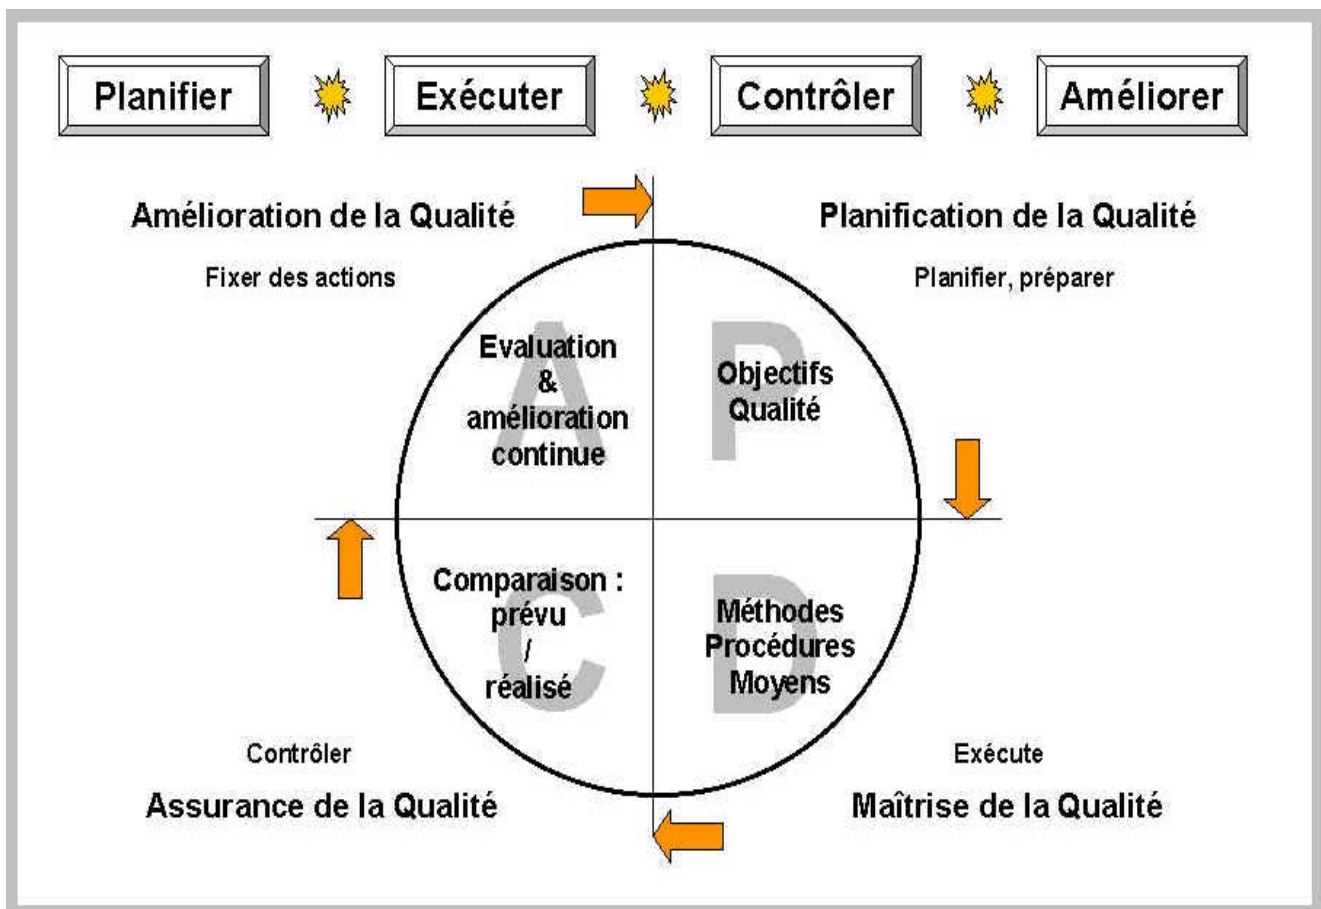 Planifier
Exécuter
Contrôler
Améliorer
Amélioration de la Qualité
Planification de la Qualité
Fixer des actions
Planifier, préparer
A
Evaluation
&
amélioration
continue
P
Objectifs
Qualité
C
Comparaison :
prévu
/
réalisé
D
Méthodes
Procédures
Moyens
Contrôler
Exécute
Assurance de la Qualité
Maîtrise de la Qualité